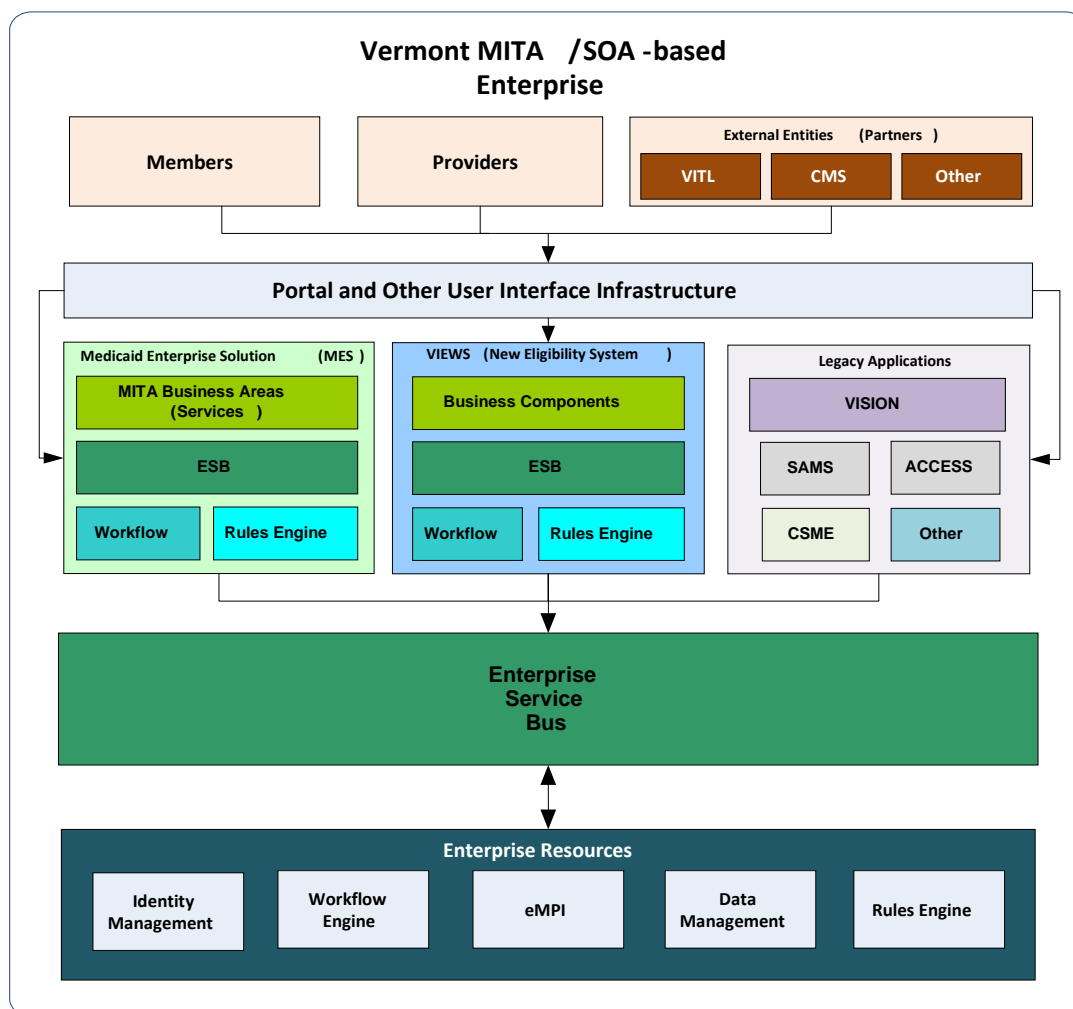 Vermont MITA /SOA -based
Enterprise
Members
Providers
External Entities (Partners )
VITL
CMS
Other
Portal and Other User Interface Infrastructure
Medicaid Enterprise Solution (MES )
MITA Business Areas
(Services )
ESB
Workflow
Rules Engine
VIEWS (New Eligibility System )
Business Components
ESB
Workflow
Rules Engine
Legacy Applications
VISION
SAMS
ACCESS
CSME
Other
Enterprise
Service
Bus
Enterprise Resources
Identity
Management
Workflow
Engine
eMPI
Data
Management
Rules Engine